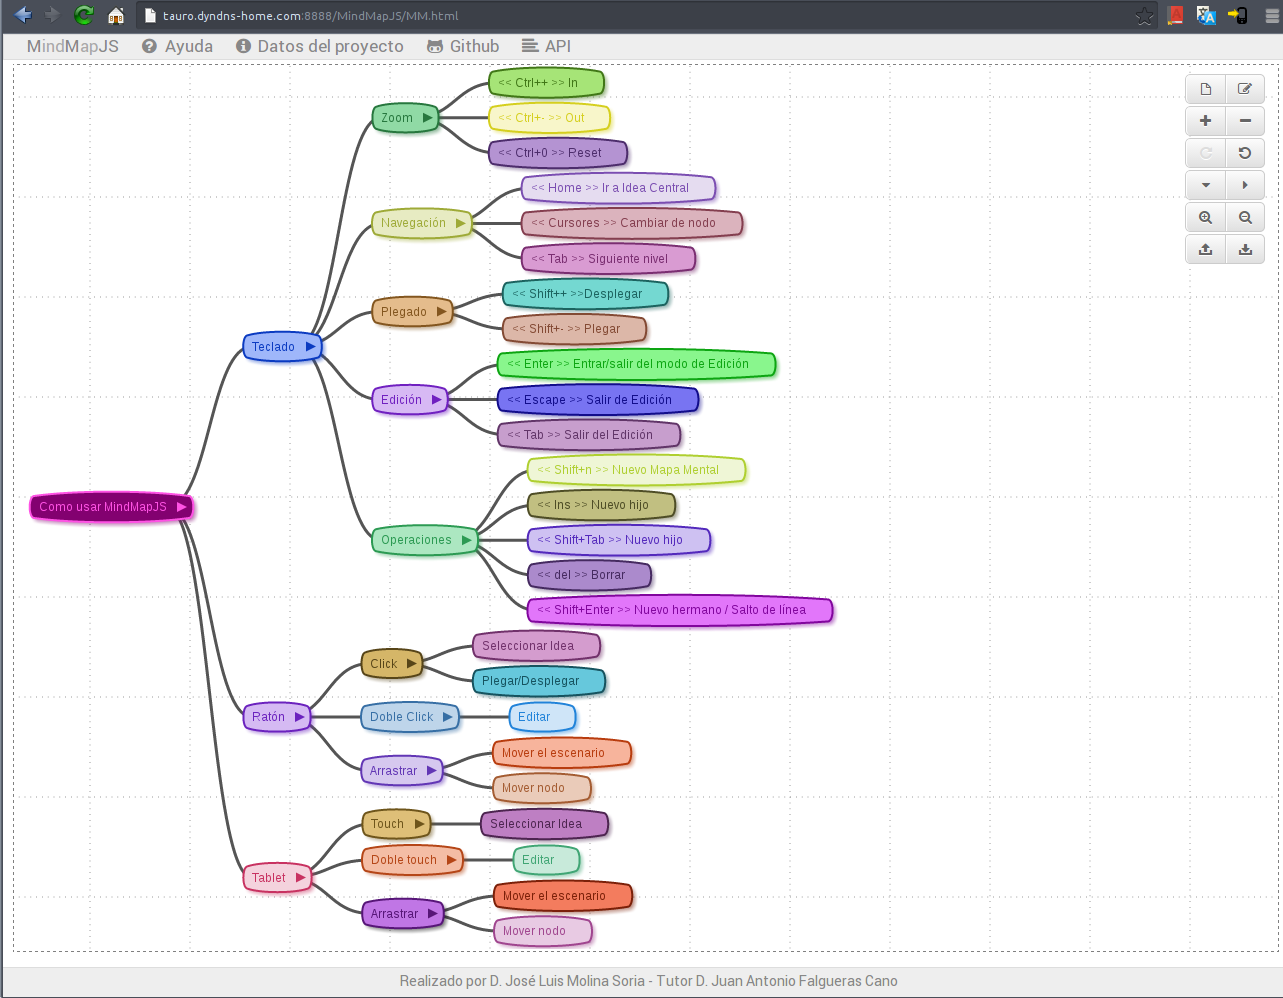 tauro.dyndns-home.com:8888/MindMapJS/MM.html
MindMapJS Ayuda Datos del proyecto Github API
Como usar MindMapJS
Teclado
Zoom
<< Ctrl++ >> In
<< Ctrl+- >> Out
<< Ctrl+0 >> Reset
Navegación
<< Home >> Ir a Idea Central
<< Cursores >> Cambiar de nodo
<< Tab >> Siguiente nivel
Plegado
<< Shift++ >>Desplegar
<< Shift+- >> Plegar
Edición
<< Enter >> Entrar/salir del modo de Edición
<< Escape >> Salir de Edición
<< Tab >> Salir del Edición
Operaciones
<< Shift+n >> Nuevo Mapa Mental
<< Ins >> Nuevo hijo
<< Shift+Tab >> Nuevo hijo
<< del >> Borrar
<< Shift+Enter >> Nuevo hermano / Salto de línea
Ratón
Click
Seleccionar Idea
Plegar/Desplegar
Doble Click
Editar
Arrastrar
Mover el escenario
Mover nodo
Tablet
Touch
Seleccionar Idea
Doble touch
Editar
Arrastrar
Mover el escenario
Mover nodo
Realizado por D. José Luis Molina Soria - Tutor D. Juan Antonio Falgueras Cano